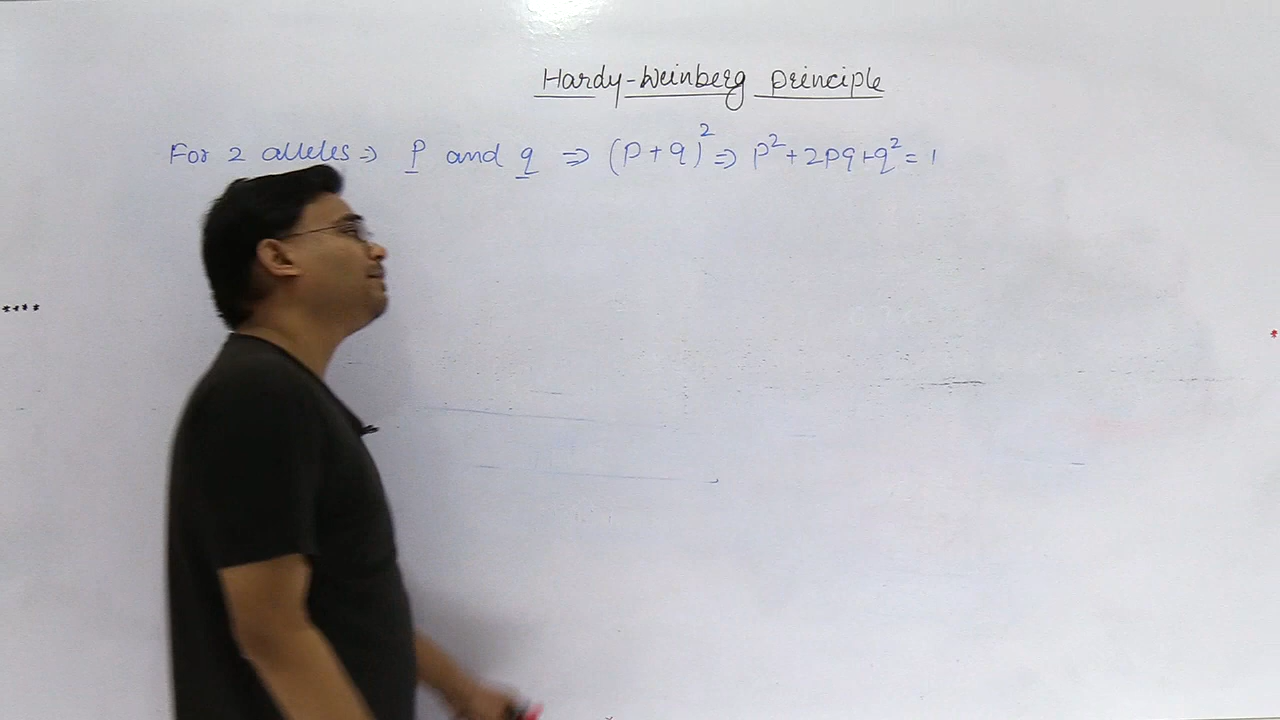 Hardy-Weinberg principle
For 2 alleles ⇒ p and q ⇒ (p+q)² ⇒ p²+2pq+q² = 1
****
*